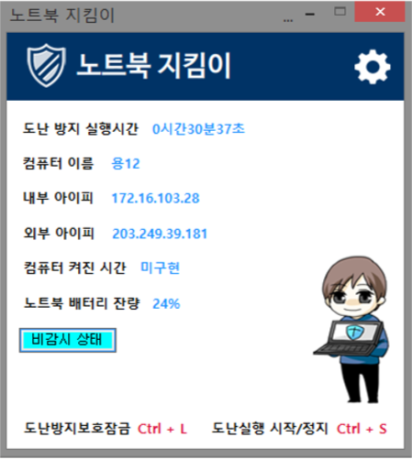 노트북 지킴이
노트북 지킴이
도난 방지 실행시간 0시간30분37초
컴퓨터 이름 용12
내부 아이피 172.16.103.28
외부 아이피 203.249.39.181
컴퓨터 켜진 시간 미구현
노트북 배터리 잔량 24%
비감시 상태
도난방지보호잠금 Ctrl + L 도난실행 시작/정지 Ctrl + S